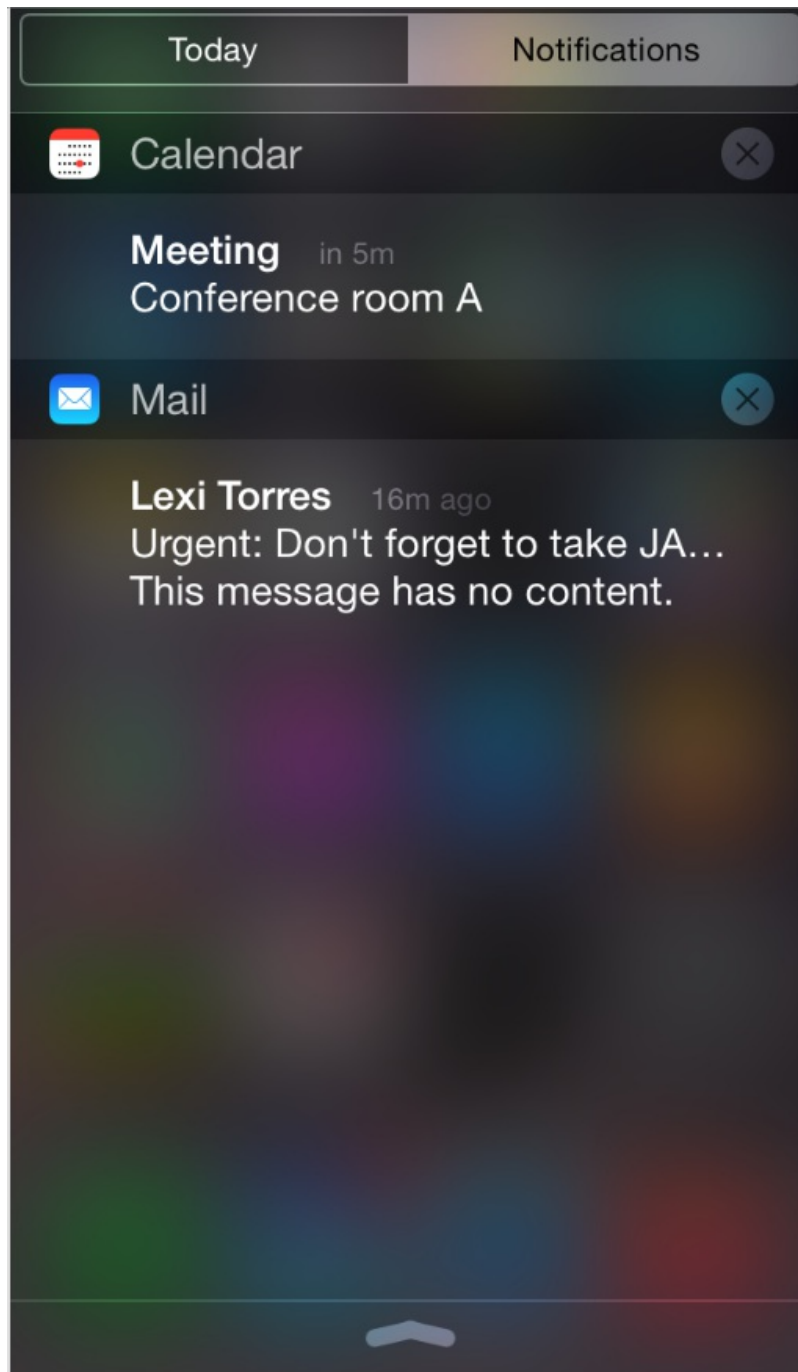 Today Notifications
Calendar
Meeting in 5m
Conference room A
Mail
Lexi Torres 16m ago
Urgent: Don't forget to take JA...
This message has no content.